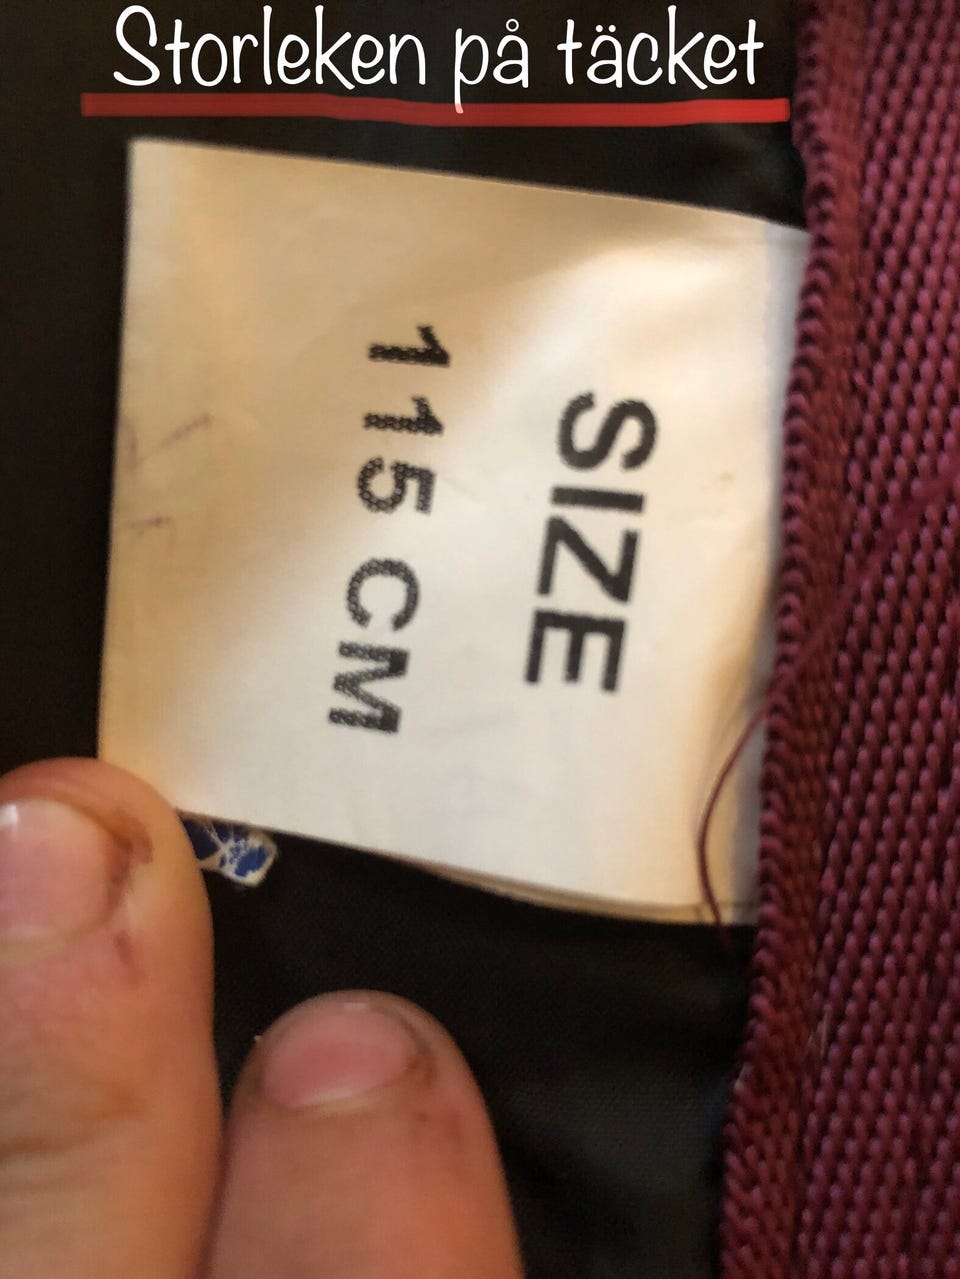 Storleken på täcket
SIZE
115 CM